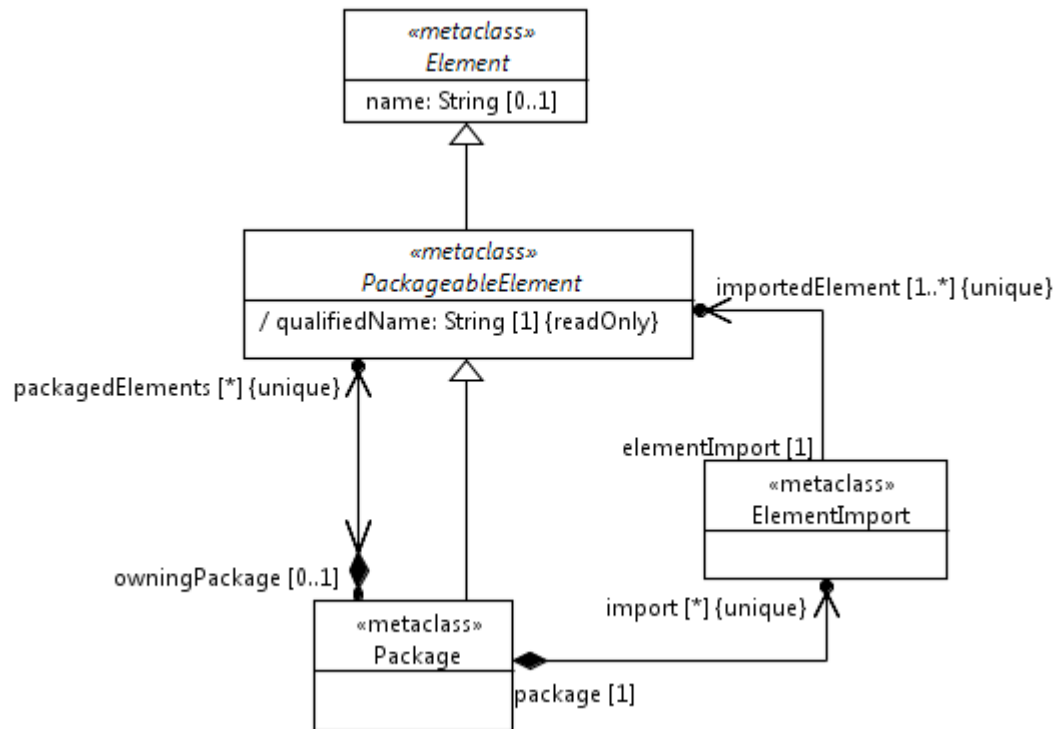 «metaclass»
Element
name: String [0..1]
«metaclass»
PackageableElement
/ qualifiedName: String [1] {readOnly}
importedElement [1..*] {unique}
packagedElements [*] {unique}
elementImport [1]
«metaclass»
ElementImport
owningPackage [0..1]
import [*] {unique}
«metaclass»
Package
package [1]